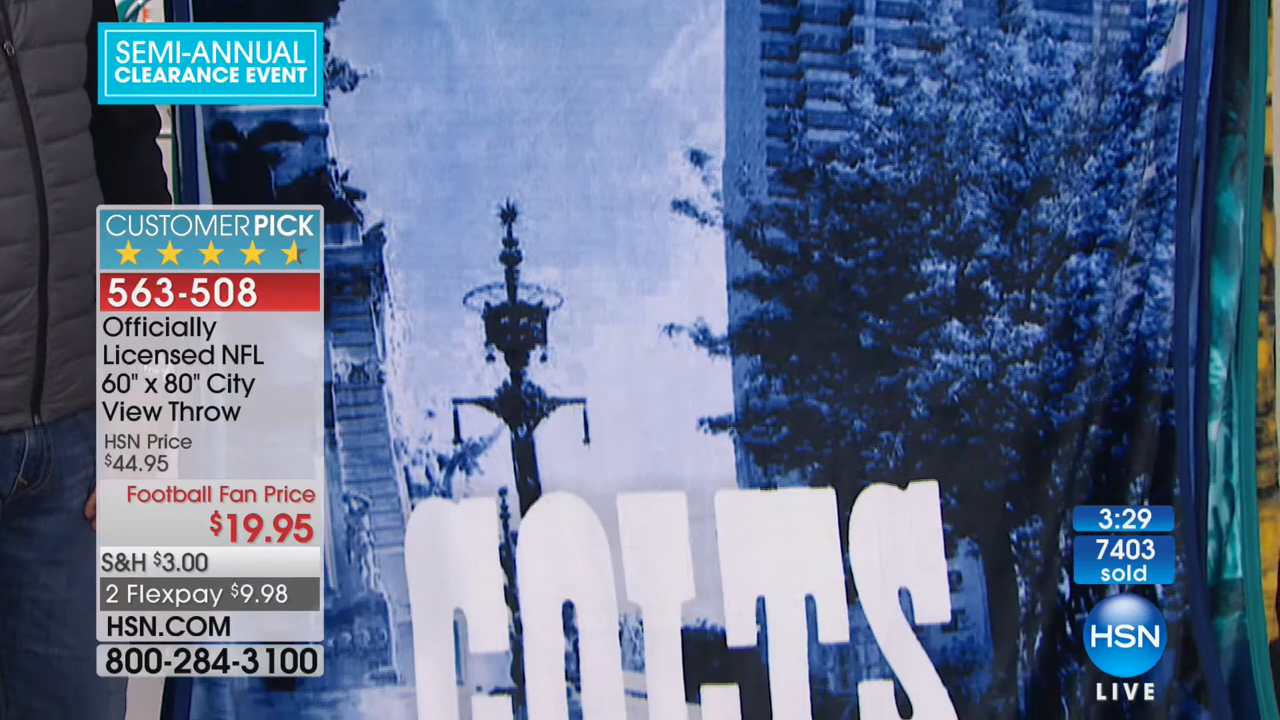 SEMI-ANNUAL
CLEARANCE EVENT
CUSTOMER PICK
563-508
Officially
Licensed NFL
60" x 80" City
View Throw
HSN Price
$44.95
Football Fan Price
$19.95
S&H $3.00
2 Flexpay $9.98
HSN.COM
800-284-3100
COLTS
3:29
7403
sold
HSN
LIVE